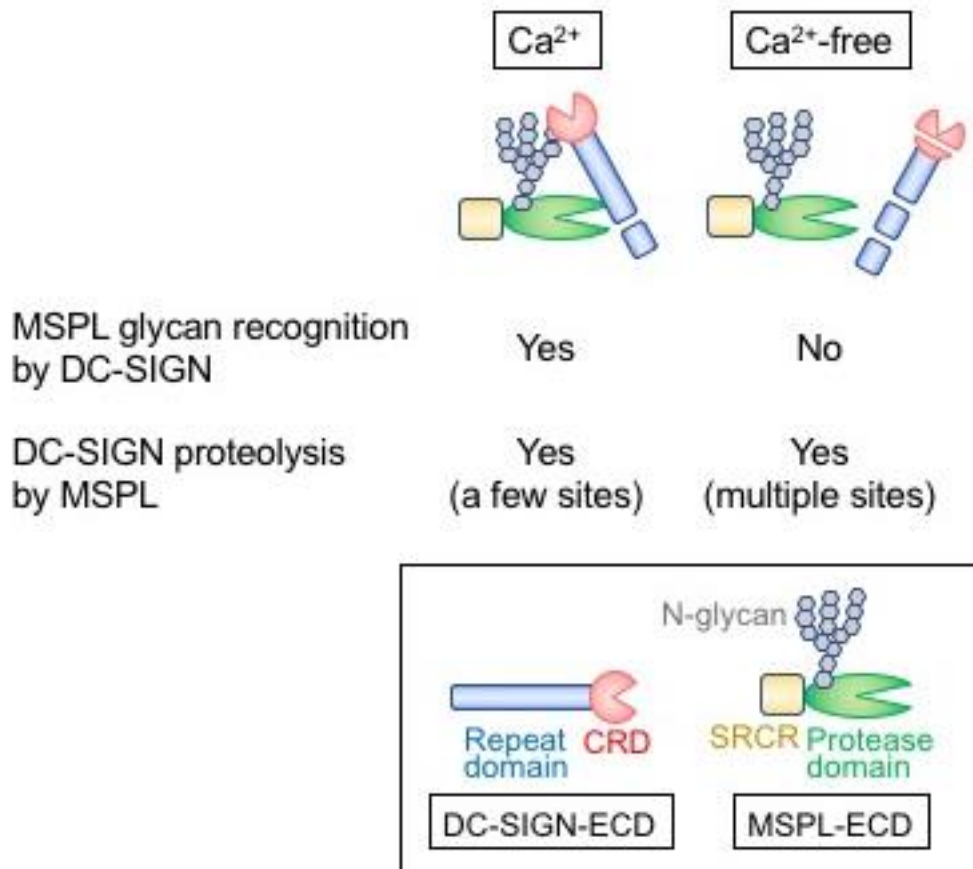 Ca²⁺
Ca²⁺-free
MSPL glycan recognition
by DC-SIGN
Yes
No
DC-SIGN proteolysis
by MSPL
Yes
(a few sites)
Yes
(multiple sites)
N-glycan
Repeat
domain
CRD
SRCR
Protease
domain
DC-SIGN-ECD
MSPL-ECD